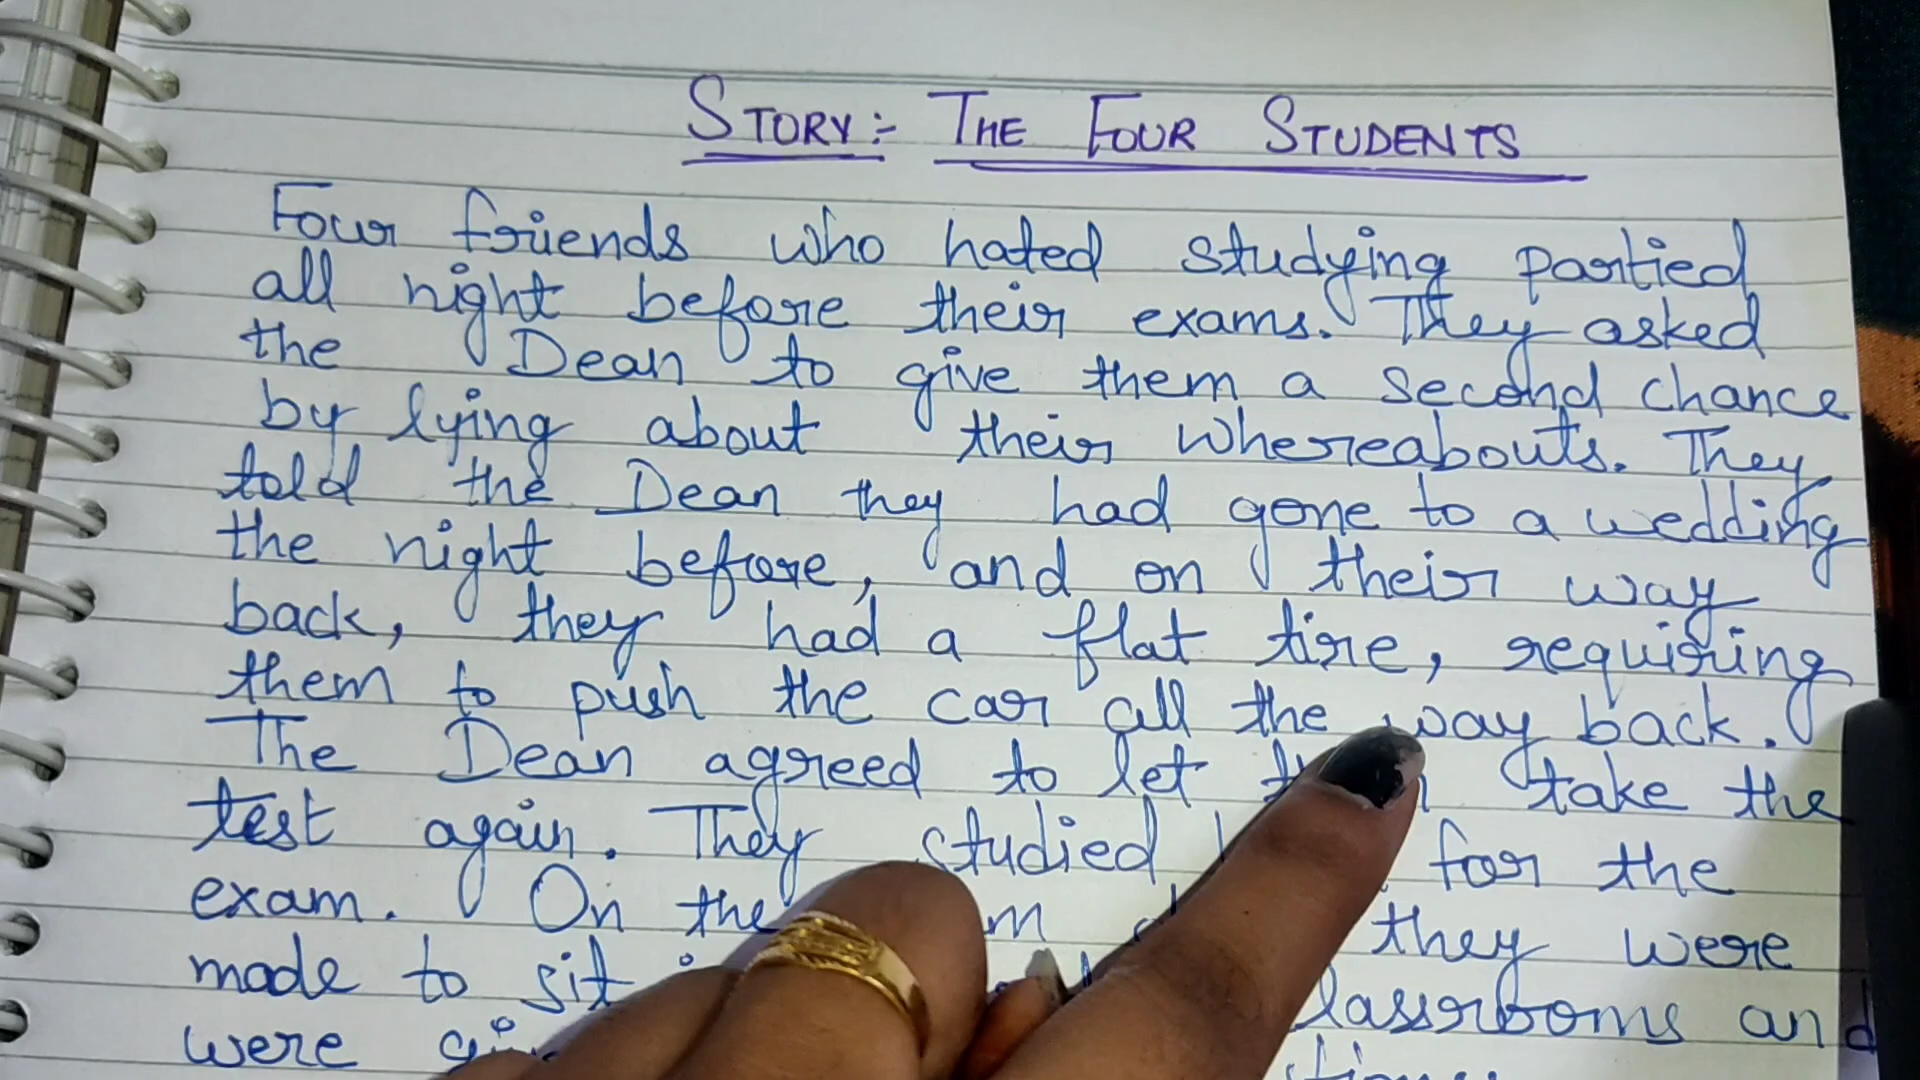 STORY:- THE FOUR STUDENTS
Four friends who hated studying partied
all night before their exams. They asked
the Dean to give them a second chance
by lying about their whereabouts. They
told the Dean they had gone to a wedding
the night before, and on their way
back, they had a flat tire, requiring
them to push the car all the way back.
The Dean agreed to let take the
test again. They studied for the
exam. On the they were
made to sit classrooms and
were